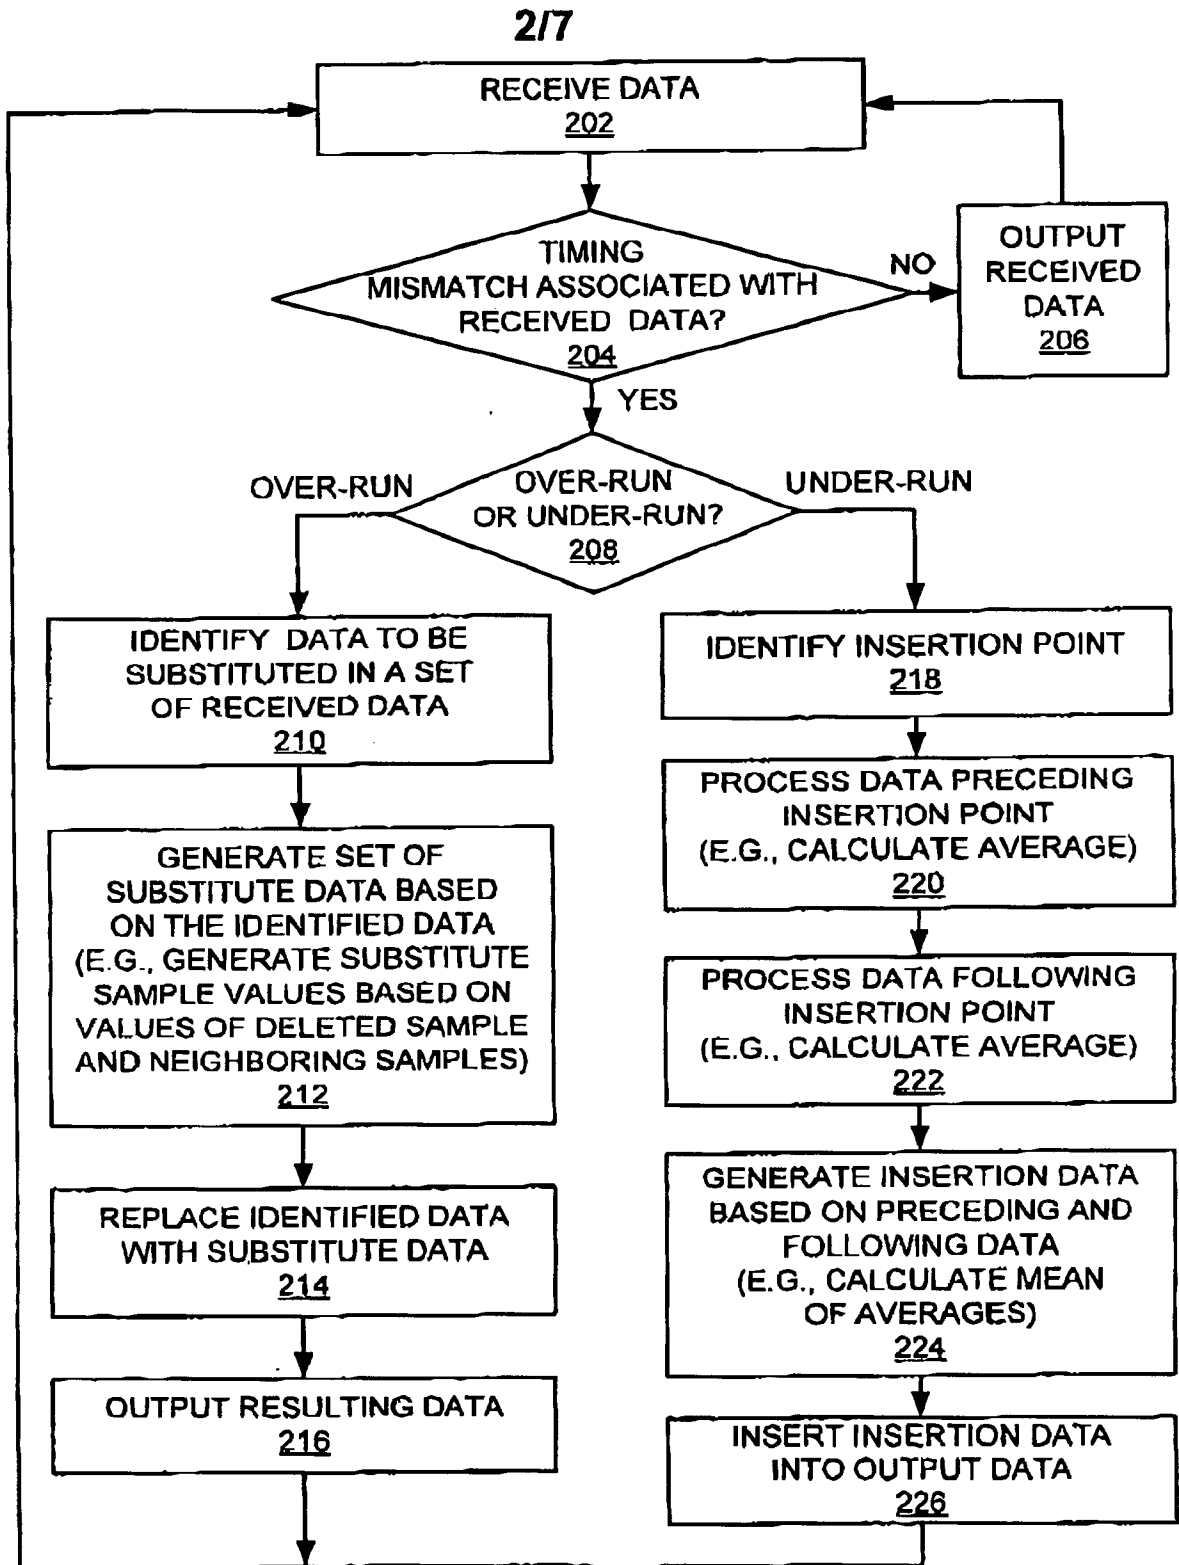 2/7
RECEIVE DATA
202
TIMING
MISMATCH ASSOCIATED WITH
RECEIVED DATA?
204
NO
OUTPUT
RECEIVED
DATA
206
YES
OVER-RUN
OVER-RUN
OR UNDER-RUN?
208
UNDER-RUN
IDENTIFY DATA TO BE
SUBSTITUTED IN A SET
OF RECEIVED DATA
210
GENERATE SET OF
SUBSTITUTE DATA BASED
ON THE IDENTIFIED DATA
(E.G., GENERATE SUBSTITUTE
SAMPLE VALUES BASED ON
VALUES OF DELETED SAMPLE
AND NEIGHBORING SAMPLES)
212
REPLACE IDENTIFIED DATA
WITH SUBSTITUTE DATA
214
OUTPUT RESULTING DATA
216
IDENTIFY INSERTION POINT
218
PROCESS DATA PRECEDING
INSERTION POINT
(E.G., CALCULATE AVERAGE)
220
PROCESS DATA FOLLOWING
INSERTION POINT
(E.G., CALCULATE AVERAGE)
222
GENERATE INSERTION DATA
BASED ON PRECEDING AND
FOLLOWING DATA
(E.G., CALCULATE MEAN
OF AVERAGES)
224
INSERT INSERTION DATA
INTO OUTPUT DATA
226